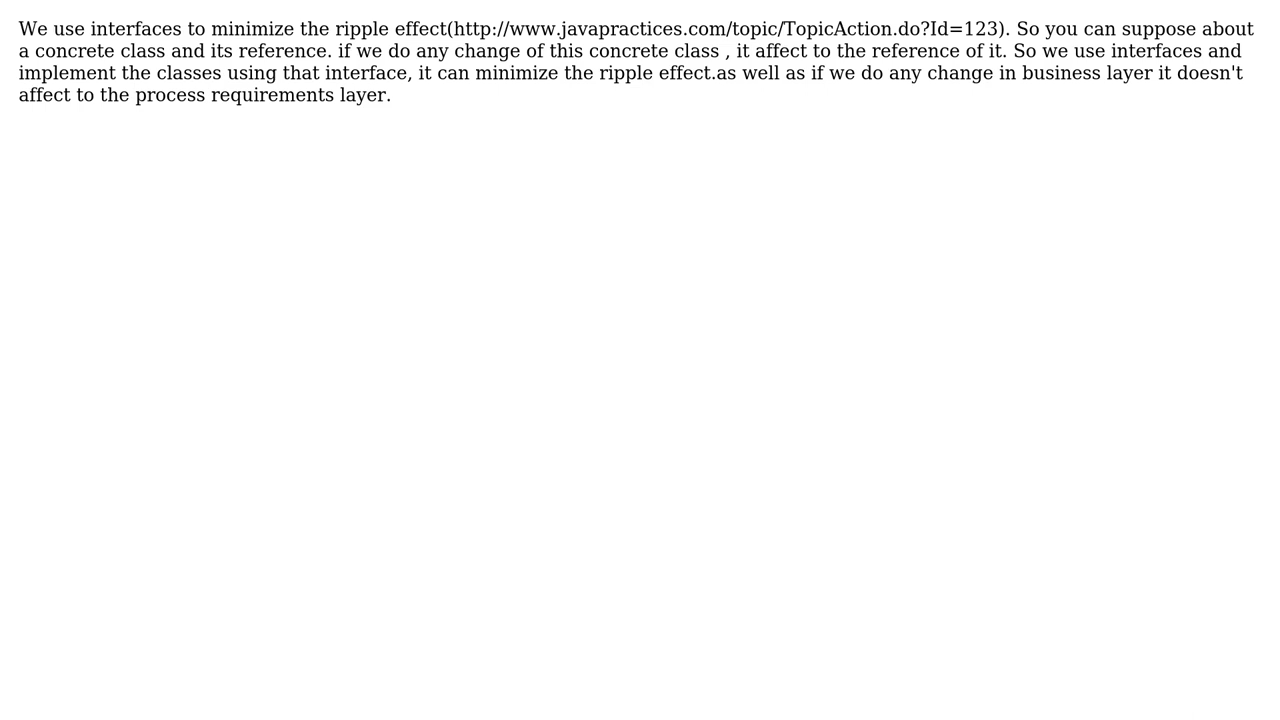 We use interfaces to minimize the ripple effect(http://www.javapractices.com/topic/TopicAction.do?Id=123). So you can suppose about
a concrete class and its reference. if we do any change of this concrete class , it affect to the reference of it. So we use interfaces and
implement the classes using that interface, it can minimize the ripple effect.as well as if we do any change in business layer it doesn't
affect to the process requirements layer.